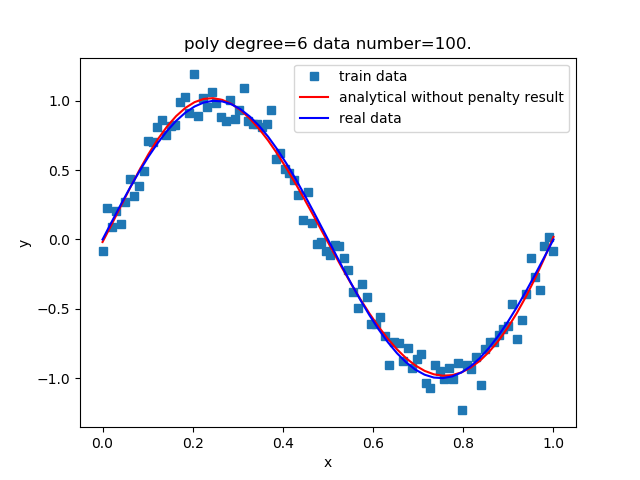 poly degree=6 data number=100.
train data
analytical without penalty result
real data
1.0
0.5
0.0
−0.5
−1.0
y
0.0 0.2 0.4 0.6 0.8 1.0
x